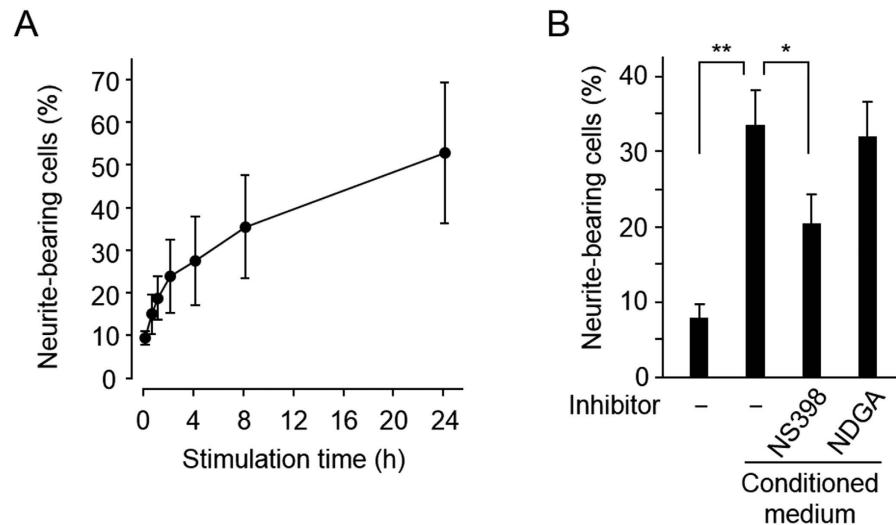 A
Neurite-bearing cells (%)
70
60
50
40
30
20
10
0
0 4 8 12 16 20 24
Stimulation time (h)
B
Neurite-bearing cells (%)
** *
40
30
20
10
0
Inhibitor – – NS398 NDGA
Conditioned
medium